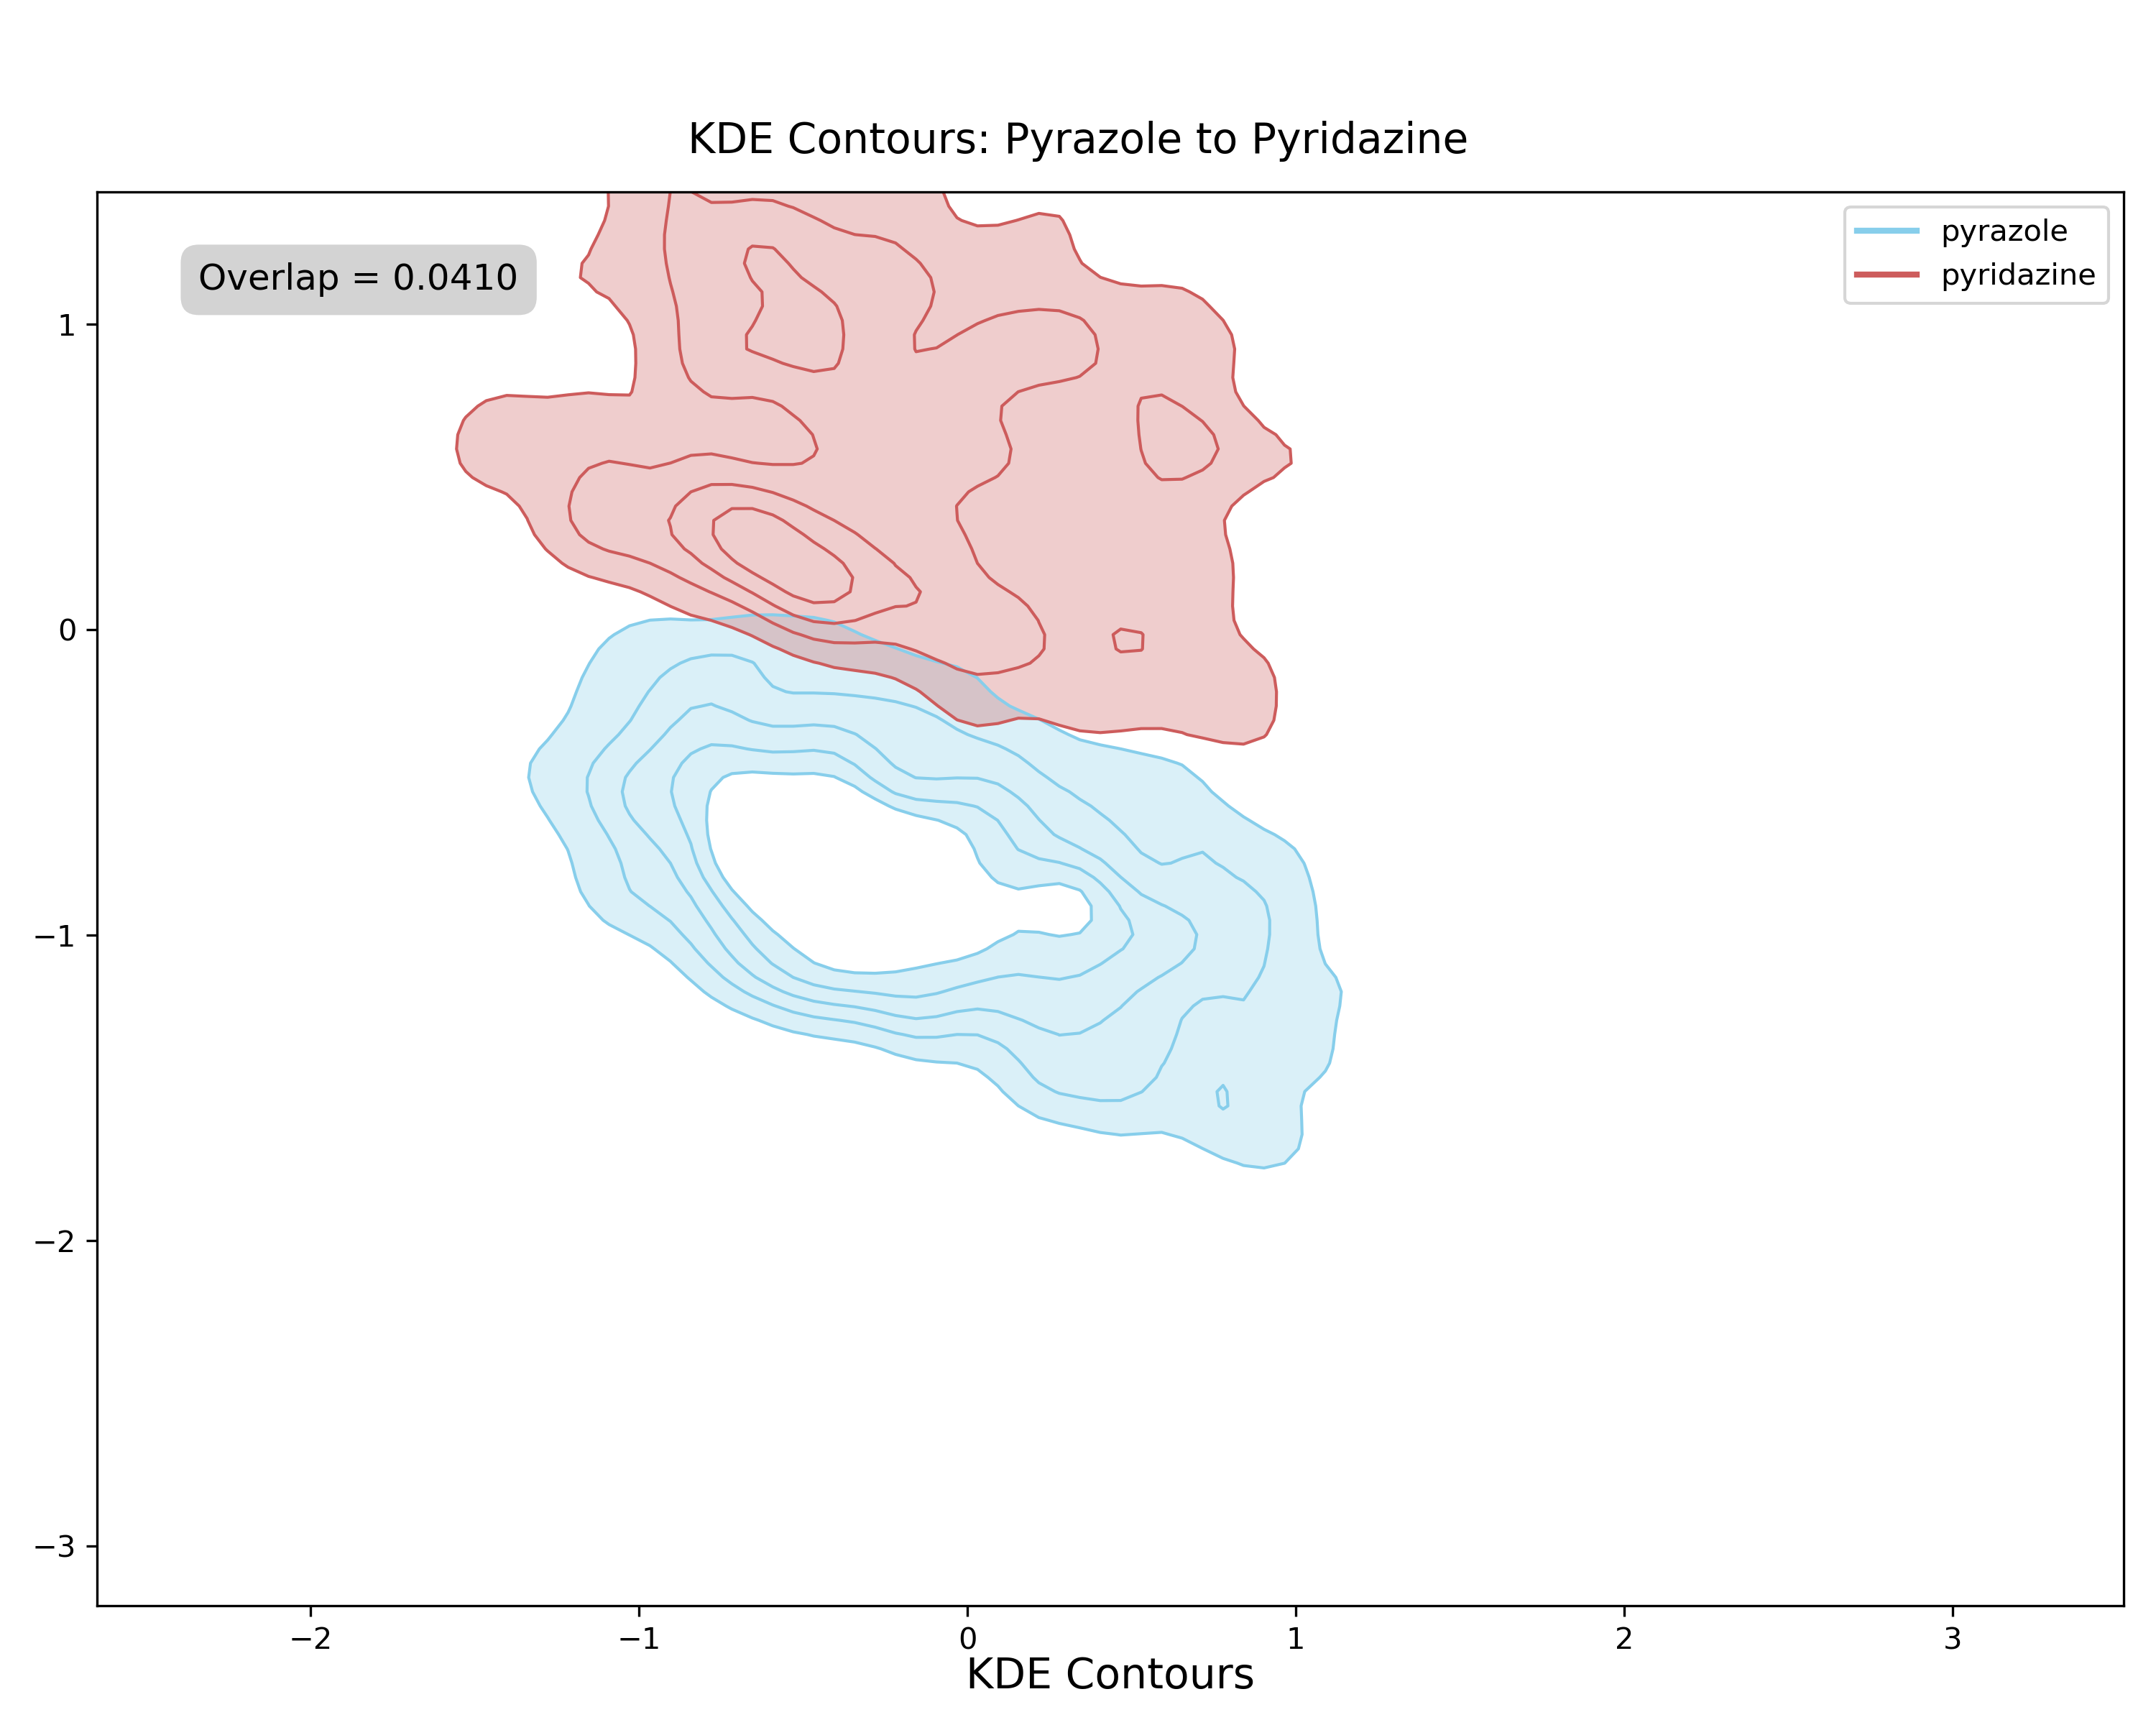 KDE Contours: Pyrazole to Pyridazine
Overlap = 0.0410
pyrazole
pyridazine
1
0
−1
−2
−3
−2
−1
0
1
2
3
KDE Contours